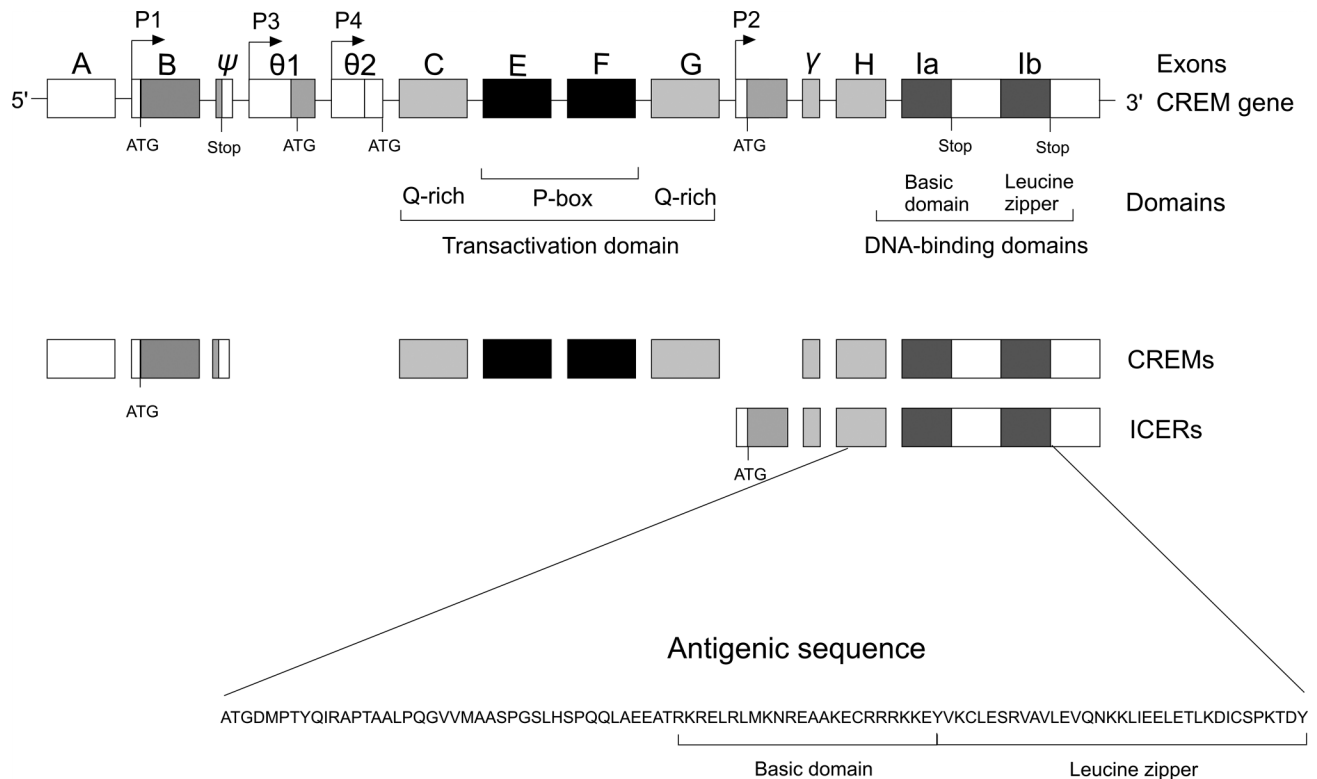 P1 P3 P4 P2
A B ψ θ1 θ2 C E F G γ H Ia Ib Exons
5' 3' CREM gene
ATG Stop ATG ATG ATG Stop Stop
Q-rich P-box Q-rich Basic domain Leucine zipper Domains
Transactivation domain DNA-binding domains
CREMs
ATG
ICERs
ATG
Antigenic sequence
ATGDMPTYQIRAPTAALPQGVVMAASPGSLHSPQQLAEEATRKRELRLMKNREAAKECRRRKKEYVKCLESRVAVLEVQNKKLIEELETLKDICSPKTDY
Basic domain Leucine zipper